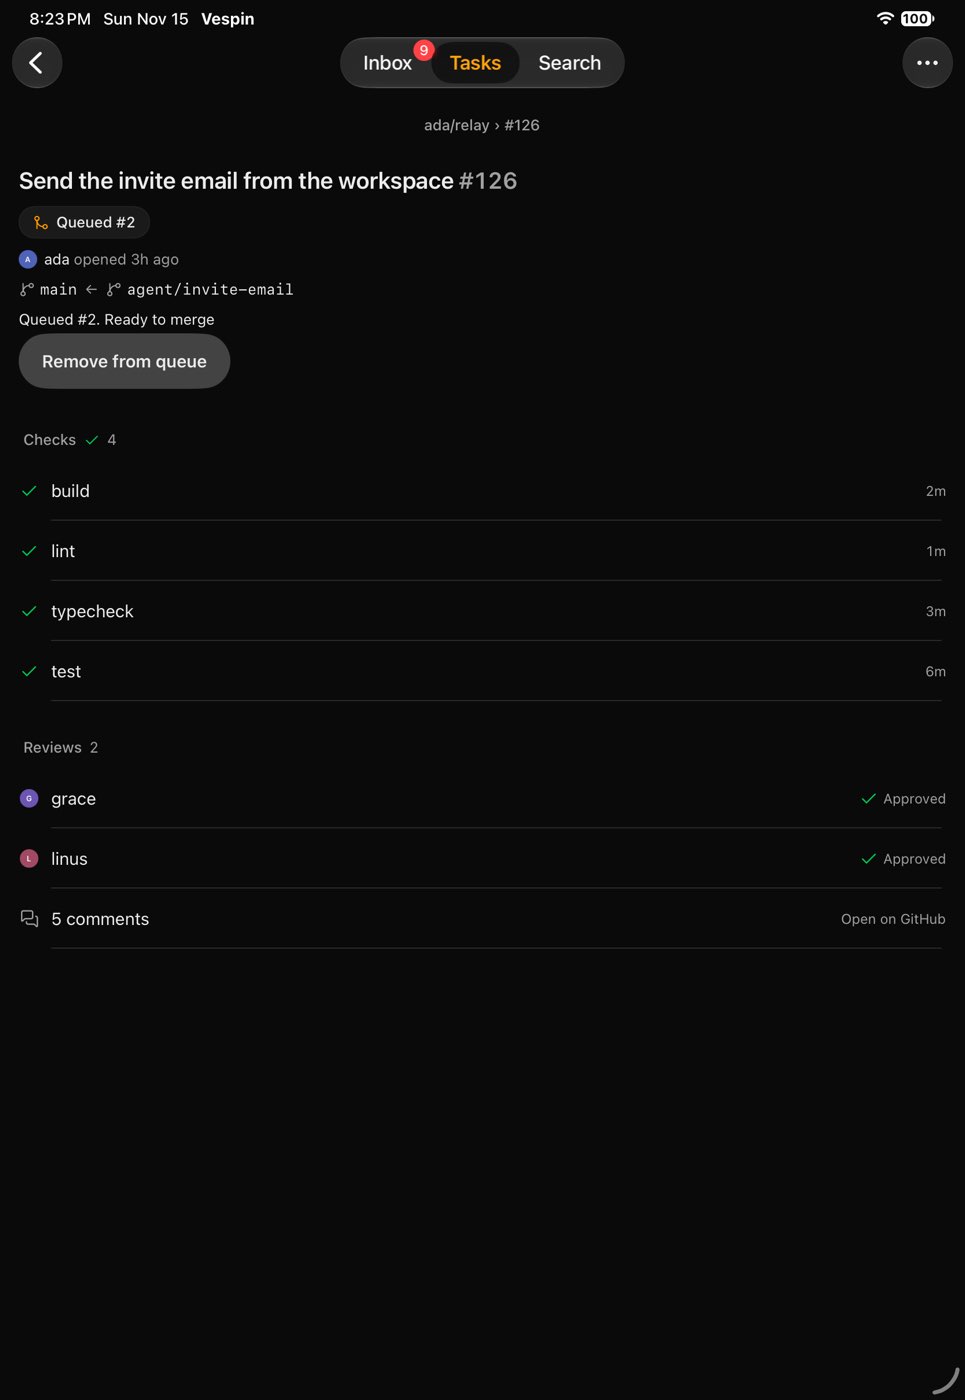 8:23 PM Sun Nov 15 Vespin
100
Inbox 9 Tasks Search
ada/relay › #126
Send the invite email from the workspace #126
Queued #2
A ada opened 3h ago
main ← agent/invite-email
Queued #2. Ready to merge
Remove from queue
Checks 4
build 2m
lint 1m
typecheck 3m
test 6m
Reviews 2
G grace Approved
L linus Approved
5 comments Open on GitHub